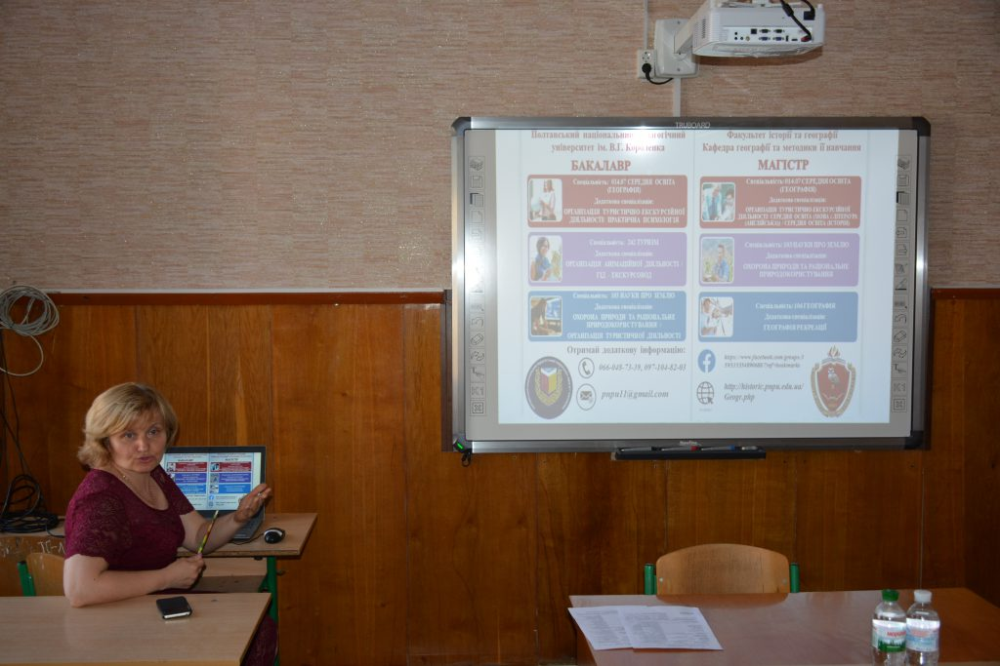 TRUBOARD
Полтавський національний
університет ім. В.Г. Короленка
БАКАЛАВР
Спеціальність: 014.07 СЕРЕДНЯ ОСВІТА
(ГЕОГРАФІЯ)
Додаткова спеціалізація:
ОРГАНІЗАЦІЯ ТУРИСТИЧНО-ЕКСКУРСІЙНОЇ
ДІЯЛЬНОСТІ ПРАКТИЧНА ПСИХОЛОГІЯ
Спеціальність: 242 ТУРИЗМ
Додаткова спеціалізація:
ОРГАНІЗАЦІЯ АНІМАЦІЙНОЇ ДІЯЛЬНОСТІ /
ГІД - ЕКСКУРСОВОД
Спеціальність: 103 НАУКИ ПРО ЗЕМЛЮ
Додаткова спеціалізація:
ОХОРОНА ПРИРОДИ ТА РАЦІОНАЛЬНЕ
ПРИРОДОКОРИСТУВАННЯ /
ОРГАНІЗАЦІЯ ТУРИСТИЧНОЇ ДІЯЛЬНОСТІ
Отримай додаткову інформацію:
066-048-73-19, 097-104-82-03
pnpu11@gmail.com
Факультет історії та географії
Кафедра географії та методики її навчання
МАГІСТР
Спеціальність: 014.07 СЕРЕДНЯ ОСВІТА
(ГЕОГРАФІЯ)
Додаткова спеціалізація:
ОРГАНІЗАЦІЯ ТУРИСТИЧНО-ЕКСКУРСІЙНОЇ
ДІЯЛЬНОСТІ/ СЕРЕДНЯ ОСВІТА (МОВА І ЛІТЕРАТУРА
(АНГЛІЙСЬКА)) / СЕРЕДНЯ ОСВІТА (ІСТОРІЯ)
Спеціальність: 103 НАУКИ ПРО ЗЕМЛЮ
Додаткова спеціалізація:
ОХОРОНА ПРИРОДИ ТА РАЦІОНАЛЬНЕ
ПРИРОДОКОРИСТУВАННЯ
Спеціальність: 106 ГЕОГРАФІЯ
Додаткова спеціалізація:
ГЕОГРАФІЯ РЕКРЕАЦІЇ
https://www.facebook.com/groups/3
http://historic.pnpu.edu.ua/
Geogr.php
БАКАЛАВР
МАГІСТР